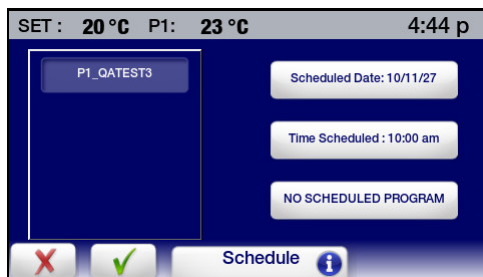 SET : 20 °C P1: 23 °C 4:44 p
P1_QATEST3
Scheduled Date: 10/11/27
Time Scheduled : 10:00 am
NO SCHEDULED PROGRAM
Schedule i